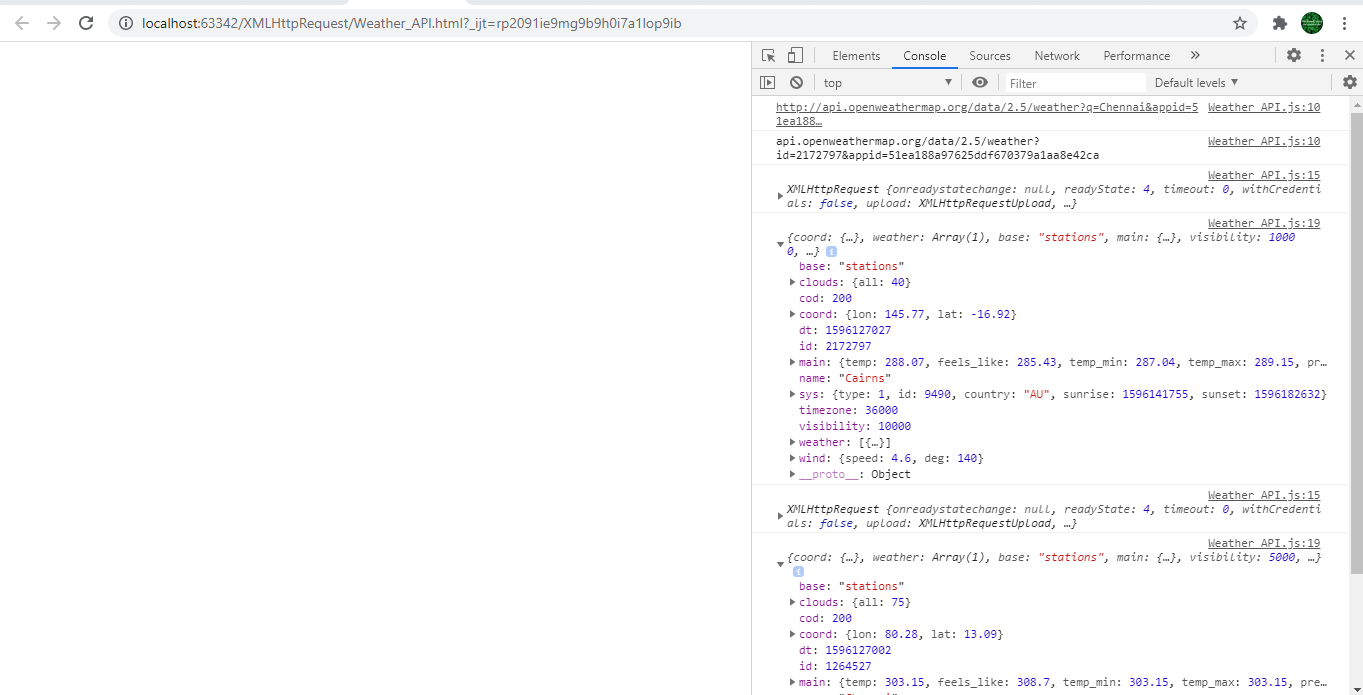 localhost:63342/XMLHttpRequest/Weather_API.html?_ijt=rp2091ie9mg9b9h0i7a1lop9ib
Elements Console Sources Network Performance »
top Filter Default levels
http://api.openweathermap.org/data/2.5/weather?q=Chennai&appid=5 Weather_API.js:10
1ea188…
api.openweathermap.org/data/2.5/weather? Weather_API.js:10
id=2172797&appid=51ea188a97625ddf670379a1aa8e42ca
Weather_API.js:15
XMLHttpRequest {onreadystatechange: null, readyState: 4, timeout: 0, withCredenti
als: false, upload: XMLHttpRequestUpload, …}
Weather_API.js:19
{coord: {…}, weather: Array(1), base: "stations", main: {…}, visibility: 1000
0, …}
base: "stations"
clouds: {all: 40}
cod: 200
coord: {lon: 145.77, lat: -16.92}
dt: 1596127027
id: 2172797
main: {temp: 288.07, feels_like: 285.43, temp_min: 287.04, temp_max: 289.15, pr…
name: "Cairns"
sys: {type: 1, id: 9490, country: "AU", sunrise: 1596141755, sunset: 1596182632}
timezone: 36000
visibility: 10000
weather: [{…}]
wind: {speed: 4.6, deg: 140}
__proto__: Object
Weather_API.js:15
XMLHttpRequest {onreadystatechange: null, readyState: 4, timeout: 0, withCredenti
als: false, upload: XMLHttpRequestUpload, …}
Weather_API.js:19
{coord: {…}, weather: Array(1), base: "stations", main: {…}, visibility: 5000, …}
base: "stations"
clouds: {all: 75}
cod: 200
coord: {lon: 80.28, lat: 13.09}
dt: 1596127002
id: 1264527
main: {temp: 303.15, feels_like: 308.7, temp_min: 303.15, temp_max: 303.15, pre…